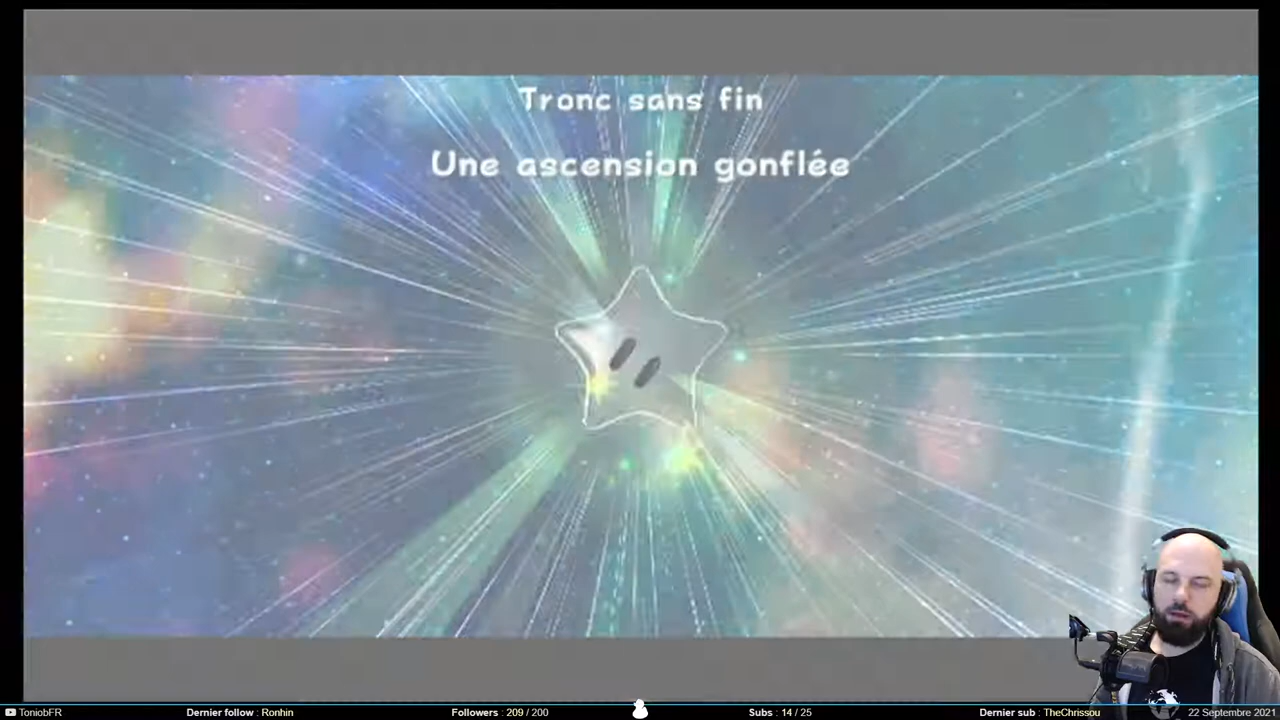 Tronc sans fin
Une ascension gonflée
ToniobFR
Dernier follow : Ronhin
Followers : 209 / 200
Subs : 14 / 25
Dernier sub : TheChrissou
22 Septembre 2021